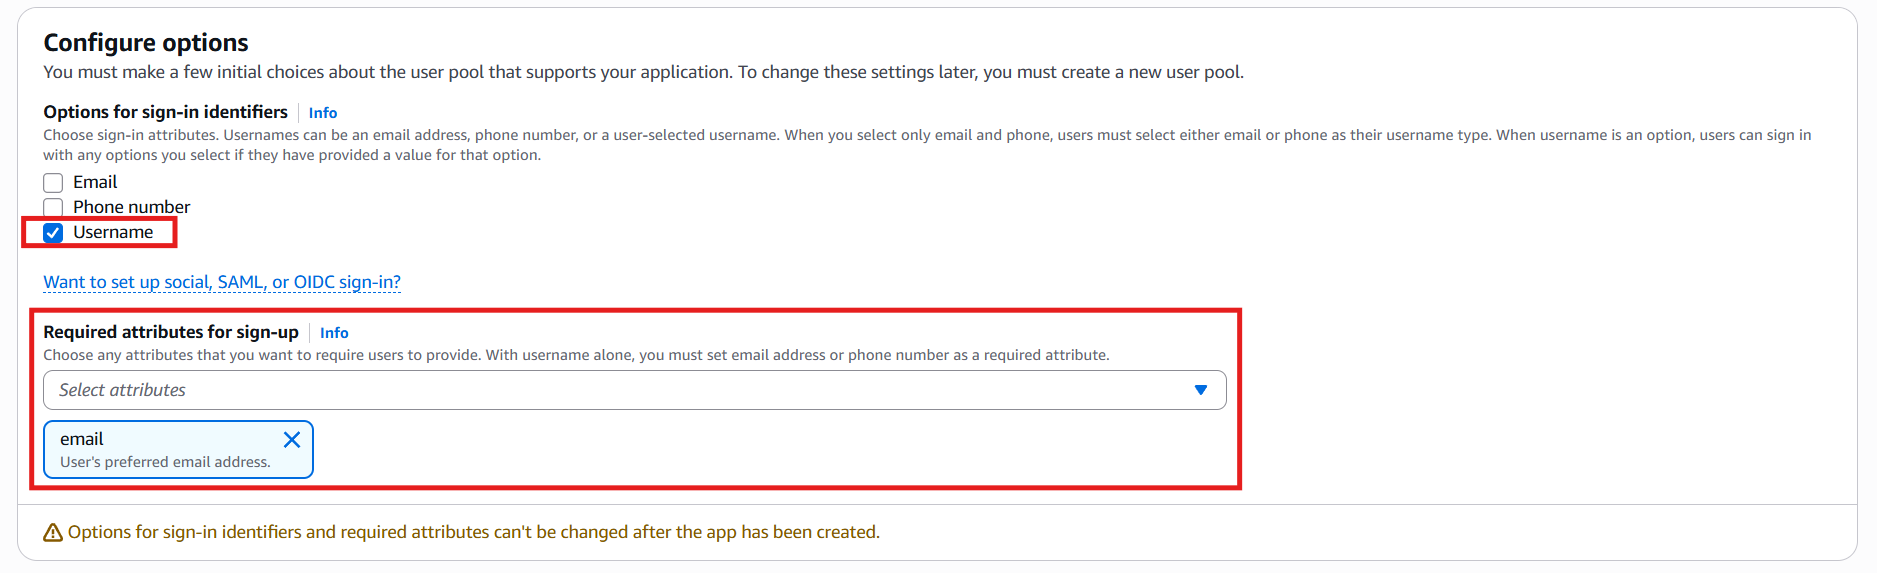 Configure options
You must make a few initial choices about the user pool that supports your application. To change these settings later, you must create a new user pool.
Options for sign-in identifiers Info
Choose sign-in attributes. Usernames can be an email address, phone number, or a user-selected username. When you select only email and phone, users must select either email or phone as their username type. When username is an option, users can sign in
with any options you select if they have provided a value for that option.
Email
Phone number
Username
Want to set up social, SAML, or OIDC sign-in?
Required attributes for sign-up Info
Choose any attributes that you want to require users to provide. With username alone, you must set email address or phone number as a required attribute.
Select attributes
email
User's preferred email address.
Options for sign-in identifiers and required attributes can't be changed after the app has been created.